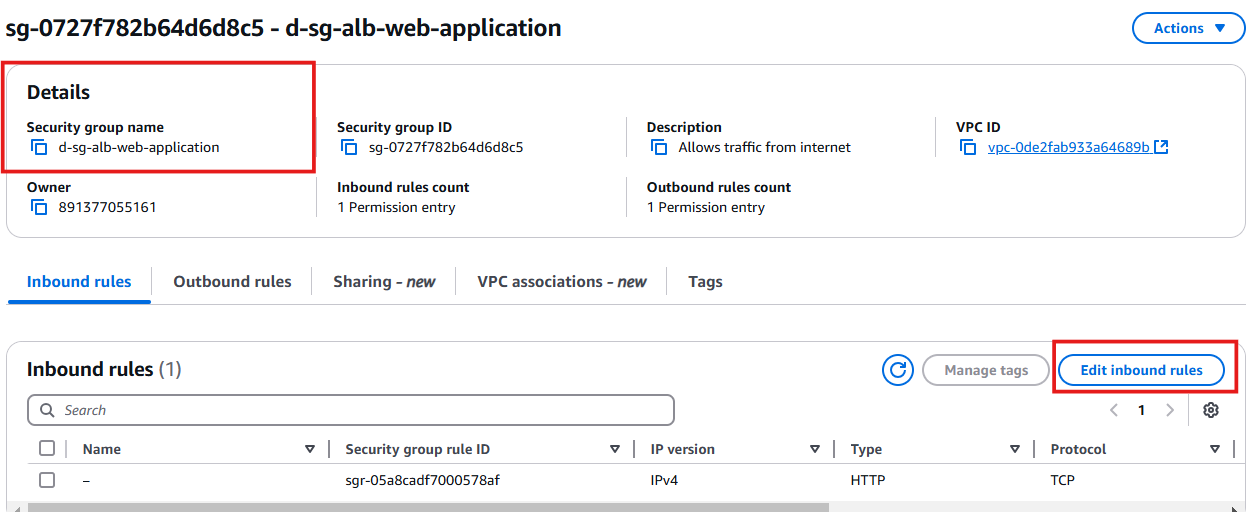 sg-0727f782b64d6d8c5 - d-sg-alb-web-application
Actions
Details
Security group name
d-sg-alb-web-application
Security group ID
sg-0727f782b64d6d8c5
Description
Allows traffic from internet
VPC ID
vpc-0de2fab933a64689b
Owner
891377055161
Inbound rules count
1 Permission entry
Outbound rules count
1 Permission entry
Inbound rules Outbound rules Sharing - new VPC associations - new Tags
Inbound rules (1)
Manage tags
Edit inbound rules
Search
1
Name Security group rule ID IP version Type Protocol
– sgr-05a8cadf7000578af IPv4 HTTP TCP